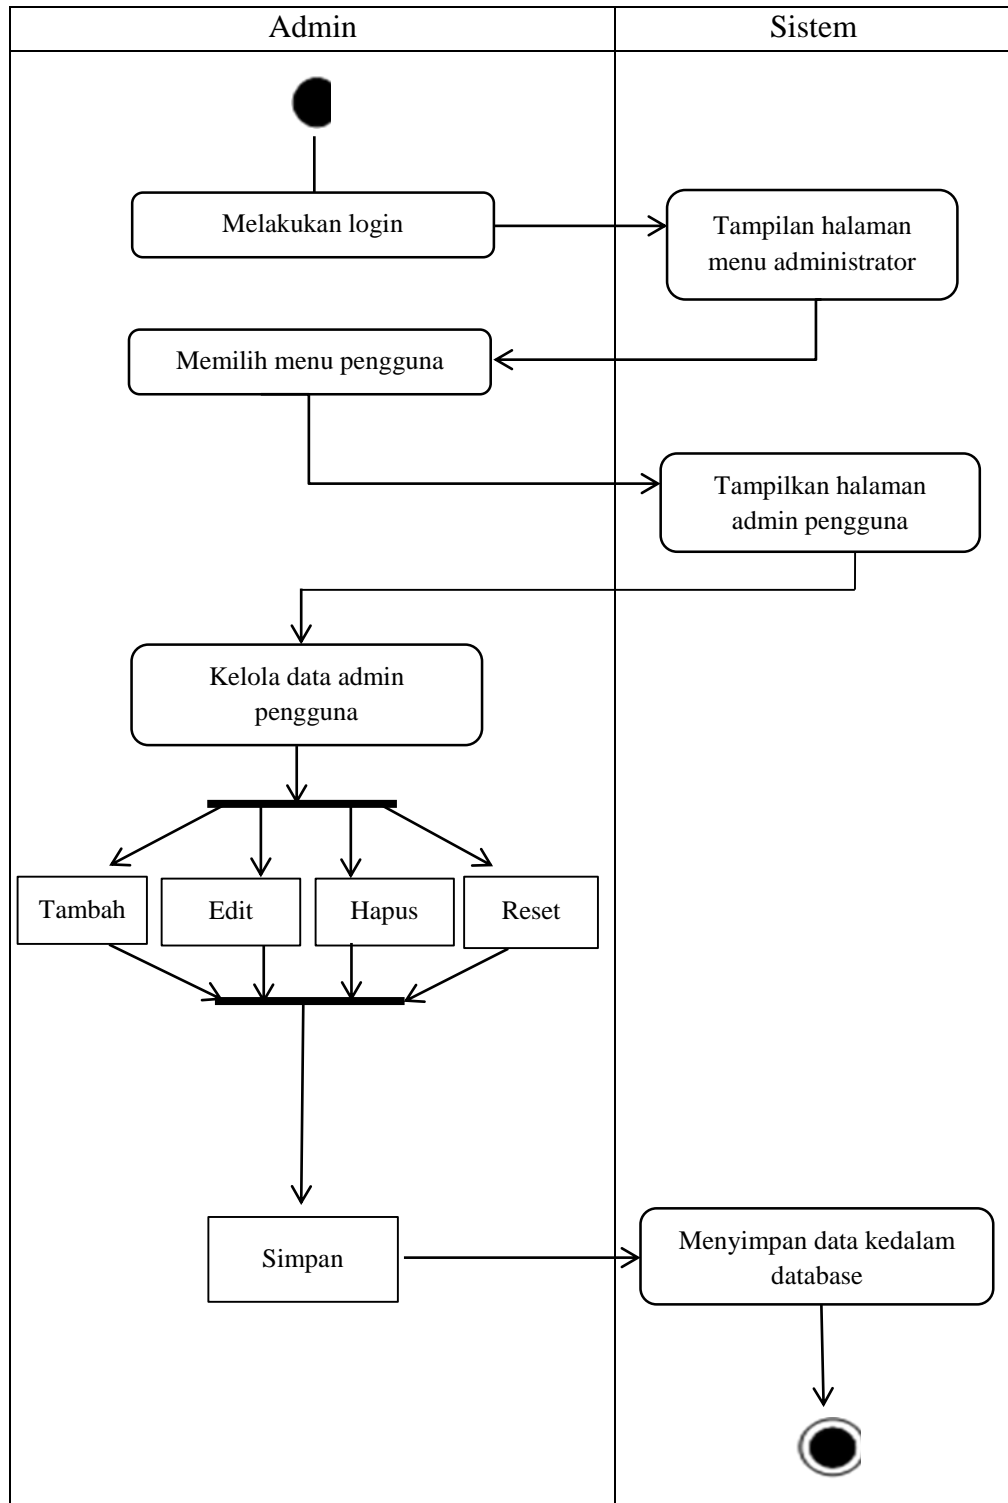 Admin
Sistem
Melakukan login
Tampilan halaman
menu administrator
Memilih menu pengguna
Tampilkan halaman
admin pengguna
Kelola data admin
pengguna
Tambah
Edit
Hapus
Reset
Simpan
Menyimpan data kedalam
database